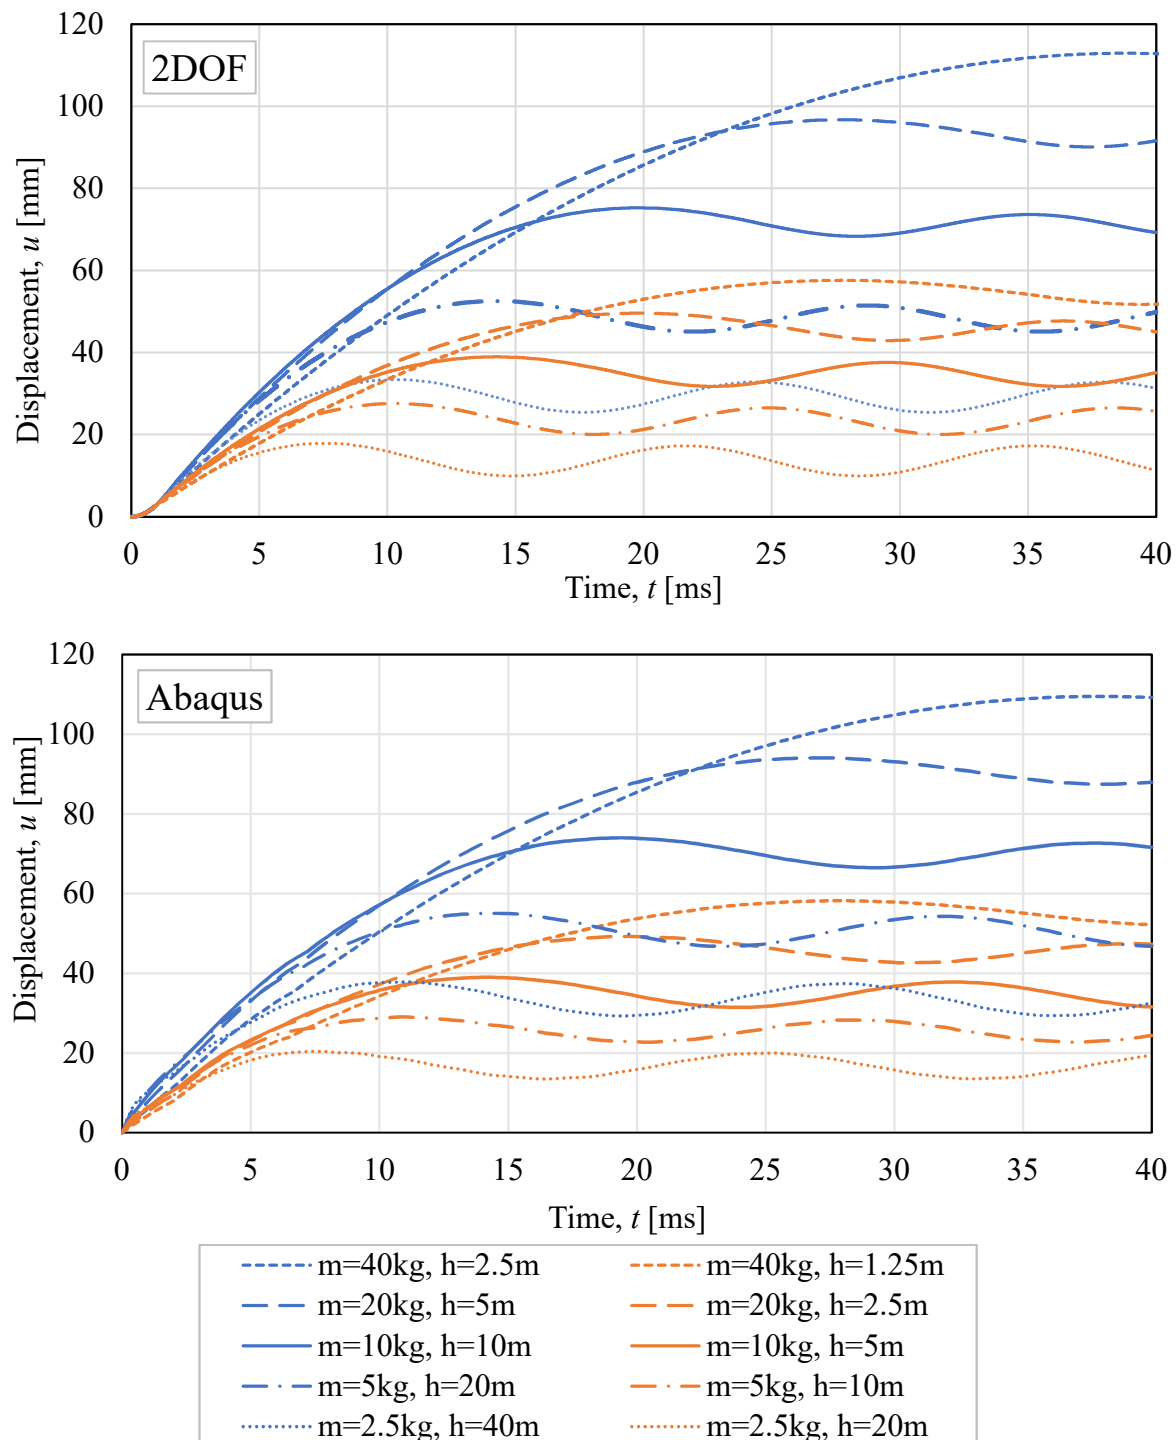 120
2DOF
100
80
60
40
20
0
Displacement, u [mm]
0 5 10 15 20 25 30 35 40
Time, t [ms]
120
Abaqus
100
80
60
40
20
0
Displacement, u [mm]
0 5 10 15 20 25 30 35 40
Time, t [ms]
m=40kg, h=2.5m m=40kg, h=1.25m
m=20kg, h=5m m=20kg, h=2.5m
m=10kg, h=10m m=10kg, h=5m
m=5kg, h=20m m=5kg, h=10m
m=2.5kg, h=40m m=2.5kg, h=20m